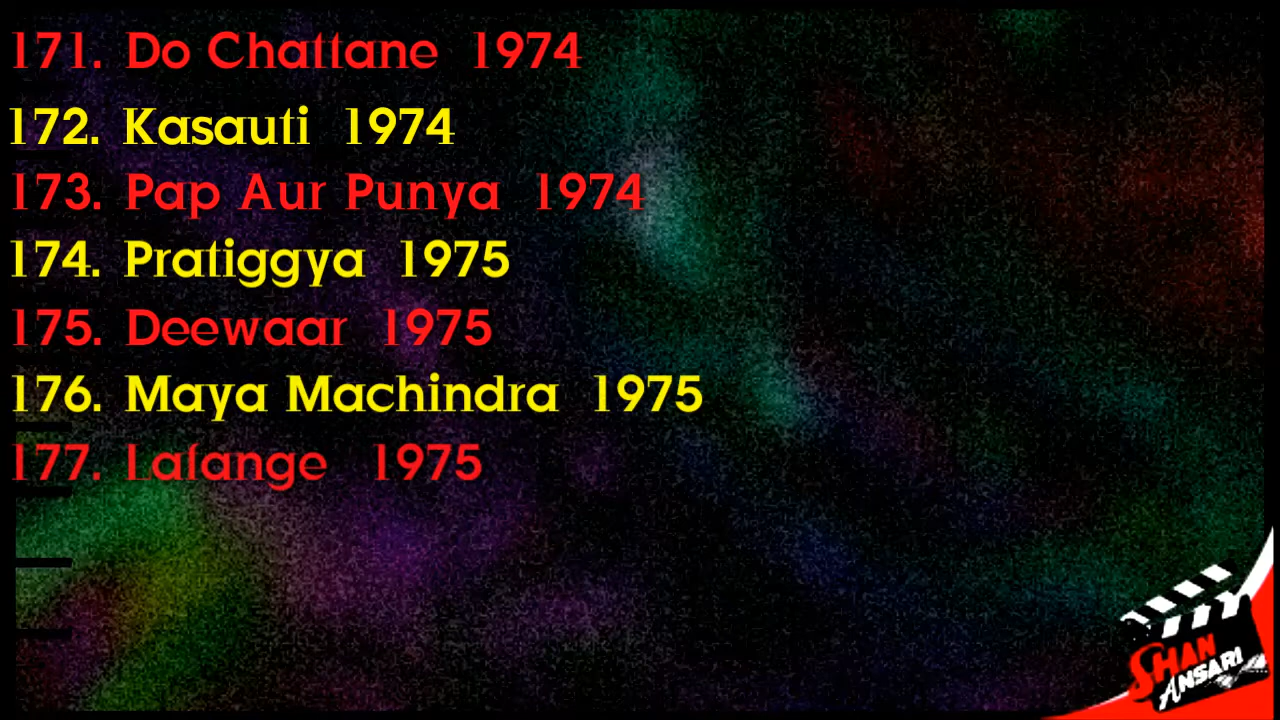 171. Do Chattane 1974
172. Kasauti 1974
173. Pap Aur Punya 1974
174. Pratiggya 1975
175. Deewaar 1975
176. Maya Machindra 1975
177. Lafange 1975
SHAN
ANSARI